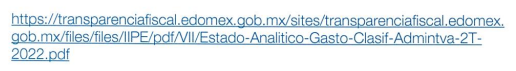 https://transparenciafiscal.edomex.gob.mx/sites/transparenciafiscal.edomex.
gob.mx/files/files/IIPE/pdf/VII/Estado-Analitico-Gasto-Clasif-Admintva-2T-
2022.pdf